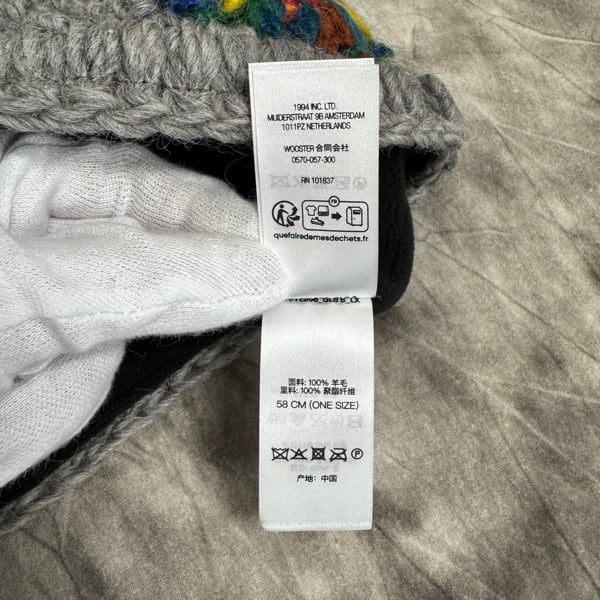 1994 INC. LTD.
MUIDERSTRAAT 9B AMSTERDAM
1011PZ NETHERLANDS
WOOSTER 合同会社
0570-057-300
RN 101837
FR
quefairedemesdechets.fr
面料: 100% 羊毛
里料: 100% 聚酯纤维
58 CM (ONE SIZE)
P
产地: 中国